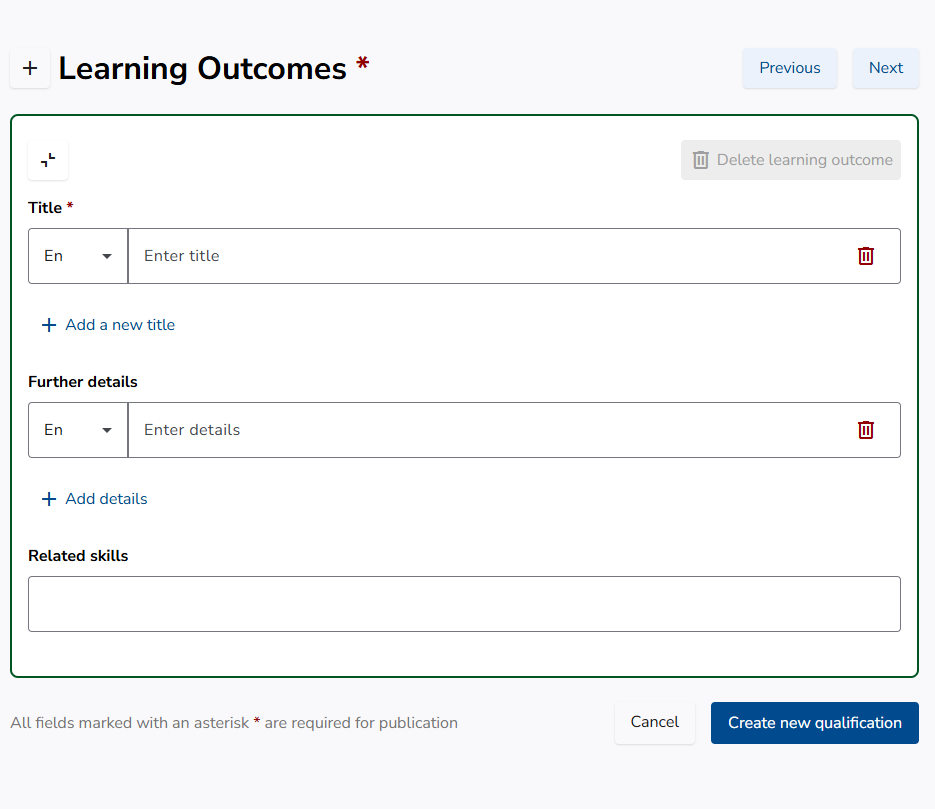 + Learning Outcomes *
Previous
Next
Delete learning outcome
Title *
En
Enter title
+ Add a new title
Further details
En
Enter details
+ Add details
Related skills
All fields marked with an asterisk * are required for publication
Cancel
Create new qualification